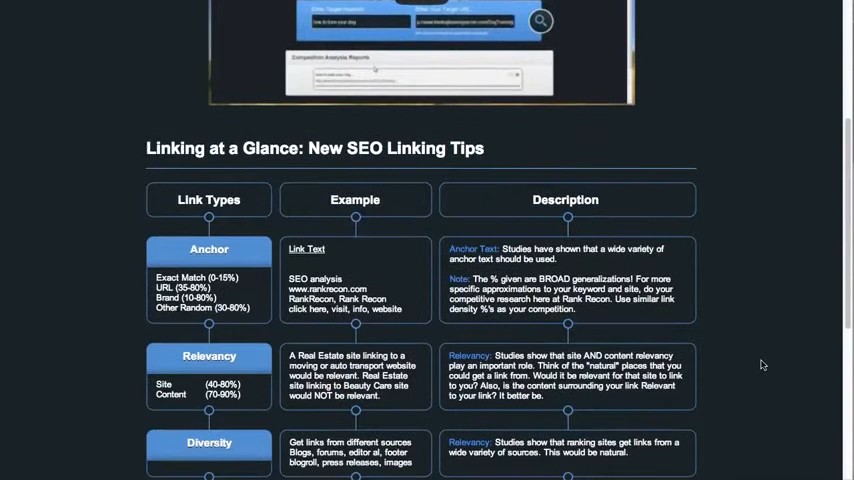 Enter Your Target URL
how to train your dog
Competition Analysis Reports
Linking at a Glance: New SEO Linking Tips
Link Types
Example
Description
Anchor
Exact Match (0-15%)
URL (35-80%)
Brand (10-80%)
Other Random (30-80%)
Link Text
SEO analysis
www.rankrecon.com
RankRecon, Rank Recon
click here, visit, info, website
Anchor Text: Studies have shown that a wide variety of
anchor text should be used.
Note: The % given are BROAD generalizations! For more
specific approximations to your keyword and site, do your
competitive research here at Rank Recon. Use similar link
density %'s as your competition.
Relevancy
Site (40-80%)
Content (70-90%)
A Real Estate site linking to a
moving or auto transport website
would be relevant. Real Estate
site linking to Beauty Care site
would NOT be relevant.
Relevancy: Studies show that site AND content relevancy
play an important role. Think of the "natural" places that you
could get a link from. Would it be relevant for that site to link
to you? Also, is the content surrounding your link Relevant
to your link? It better be.
Diversity
Get links from different sources
Blogs, forums, editor al, footer
blogroll, press releases, images
Relevancy: Studies show that ranking sites get links from a
wide variety of sources. This would be natural.